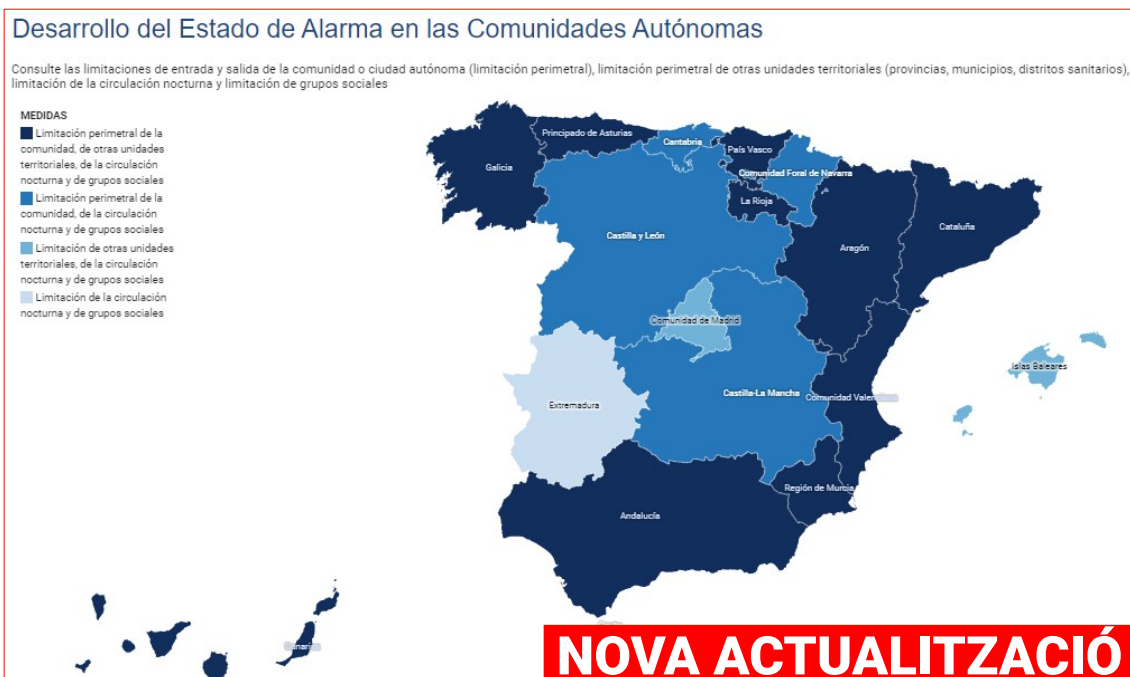 Desarrollo del Estado de Alarma en las Comunidades Autónomas
Consulte las limitaciones de entrada y salida de la comunidad o ciudad autónoma (limitación perimetral), limitación perimetral de otras unidades territoriales (provincias, municipios, distritos sanitarios),
limitación de la circulación nocturna y limitación de grupos sociales
MEDIDAS
Limitación perimetral de la
comunidad, de otras unidades
territoriales, de la circulación
nocturna y de grupos sociales
Limitación perimetral de la
comunidad, de la circulación
nocturna y de grupos sociales
Limitación de otras unidades
territoriales, de la circulación
nocturna y de grupos sociales
Limitación de la circulación
nocturna y de grupos sociales
Principado de Asturias
Cantabria
País Vasco
Galicia
Comunidad Foral de Navarra
La Rioja
Cataluña
Castilla y León
Aragón
Comunidad de Madrid
Islas Baleares
Castilla-La Mancha
Comunidad Valenciana
Extremadura
Región de Murcia
Andalucía
Canarias
NOVA ACTUALITZACIÓ